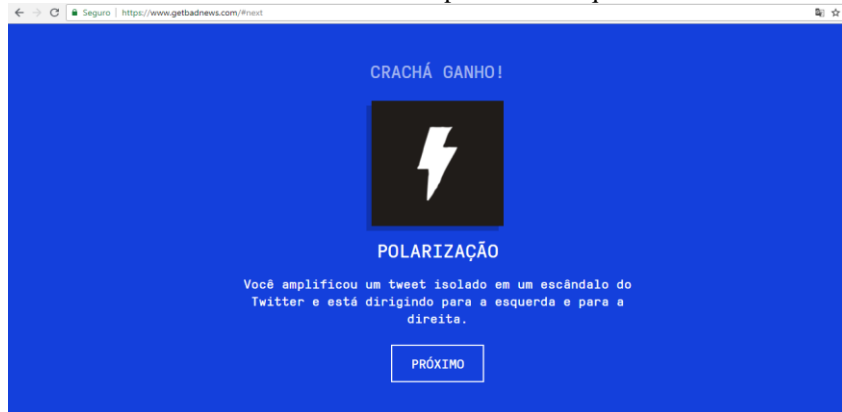 Seguro | https://www.getbadnews.com/#next
CRACHÁ GANHO!
POLARIZAÇÃO
Você amplificou um tweet isolado em um escândalo do
Twitter e está dirigindo para a esquerda e para a
direita.
PRÓXIMO